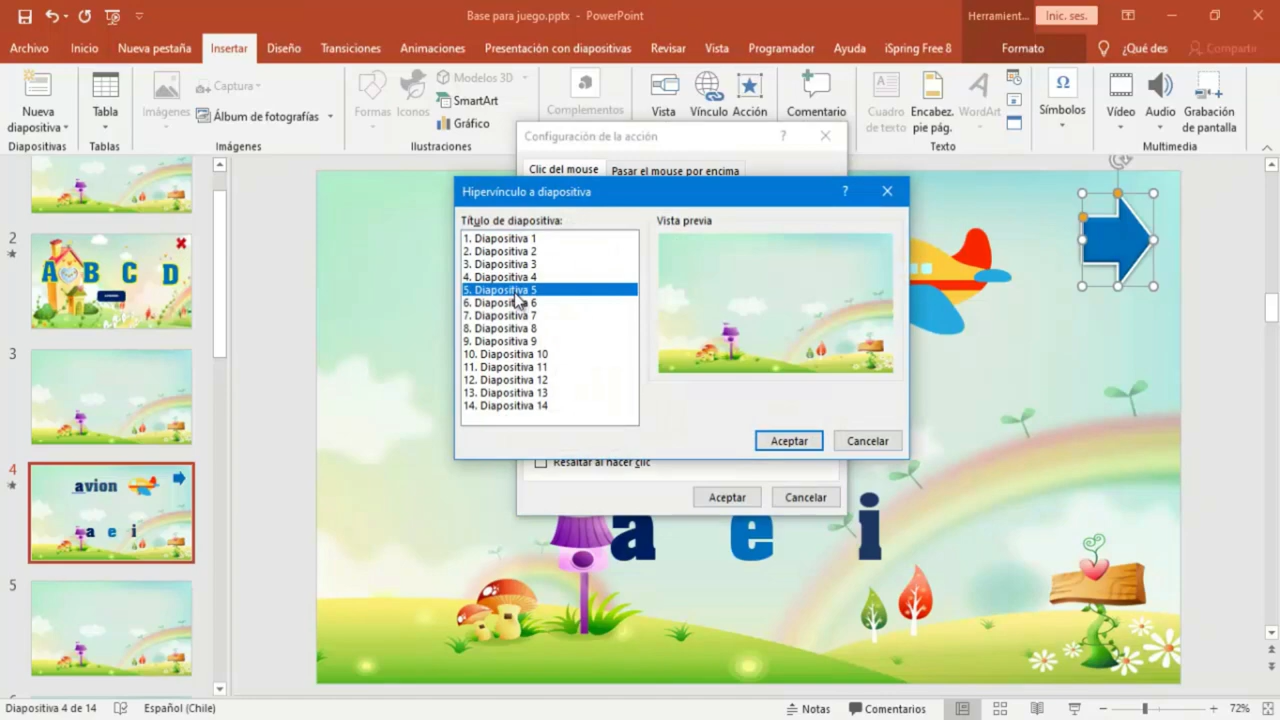 Base para juego.pptx - PowerPoint
Herramient...
Inic. ses.
Archivo
Inicio
Nueva pestaña
Insertar
Diseño
Transiciones
Animaciones
Presentación con diapositivas
Revisar
Vista
Programador
Ayuda
iSpring Free 8
Formato
¿Qué des
Compartir
Nueva
diapositiva
Tabla
Imágenes
Captura
Álbum de fotografías
Formas
Iconos
Modelos 3D
SmartArt
Gráfico
Complementos
Vista
Vínculo
Acción
Comentario
Cuadro
de texto
Encabez.
pie pág.
WordArt
Símbolos
Vídeo
Audio
Grabación
de pantalla
Diapositivas
Tablas
Imágenes
Ilustraciones
Texto
Multimedia
Configuración de la acción
?
Clic del mouse
Pasar el mouse por encima
Hipervínculo a diapositiva
?
Título de diapositiva:
1. Diapositiva 1
2. Diapositiva 2
3. Diapositiva 3
4. Diapositiva 4
5. Diapositiva 5
6. Diapositiva 6
7. Diapositiva 7
8. Diapositiva 8
9. Diapositiva 9
10. Diapositiva 10
11. Diapositiva 11
12. Diapositiva 12
13. Diapositiva 13
14. Diapositiva 14
Vista previa
Aceptar
Cancelar
Resaltar al hacer clic
Aceptar
Cancelar
a e i
2
A B C D
3
4
avion
a e i
5
Diapositiva 4 de 14
Español (Chile)
Notas
Comentarios
72%